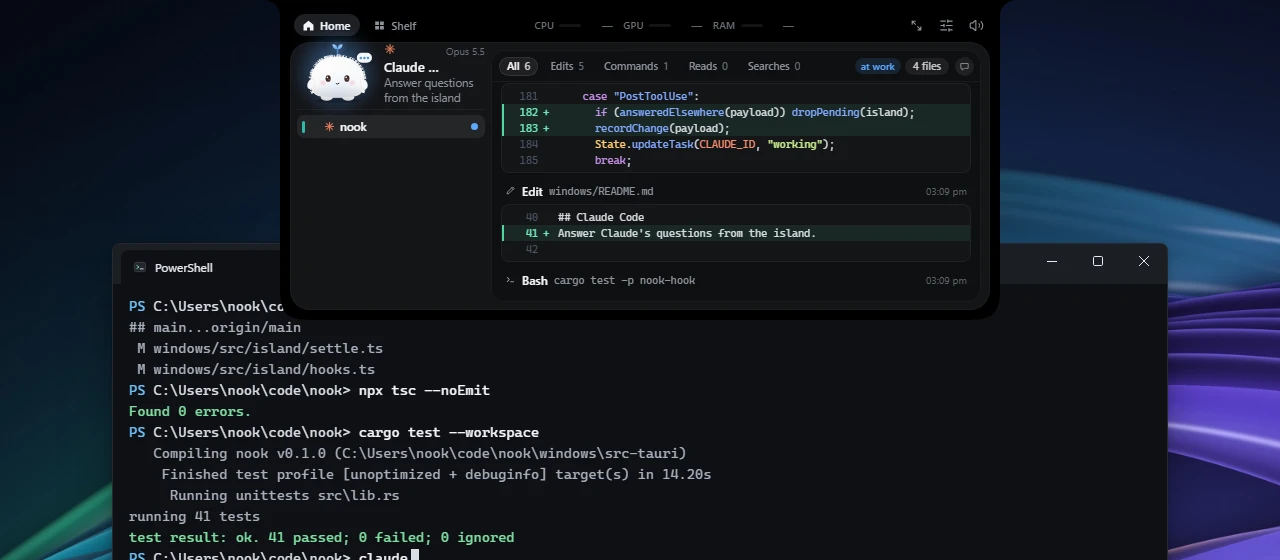 Home Shelf CPU — GPU — RAM —
Claude ... Opus 5.5
Answer questions
from the island
nook
All 6 Edits 5 Commands 1 Reads 0 Searches 0 at work 4 files
181 case "PostToolUse":
182 + if (answeredElsewhere(payload)) dropPending(island);
183 + recordChange(payload);
184 State.updateTask(CLAUDE_ID, "working");
185 break;
Edit windows/README.md 03:09 pm
40 ## Claude Code
41 + Answer Claude's questions from the island.
42
Bash cargo test -p nook-hook 03:09 pm
PowerShell
PS C:\Users\nook\co
## main...origin/main
M windows/src/island/settle.ts
M windows/src/island/hooks.ts
PS C:\Users\nook\code\nook> npx tsc --noEmit
Found 0 errors.
PS C:\Users\nook\code\nook> cargo test --workspace
Compiling nook v0.1.0 (C:\Users\nook\code\nook\windows\src-tauri)
Finished test profile [unoptimized + debuginfo] target(s) in 14.20s
Running unittests src\lib.rs
running 41 tests
test result: ok. 41 passed; 0 failed; 0 ignored
PS C:\Users\nook\code\nook> claude